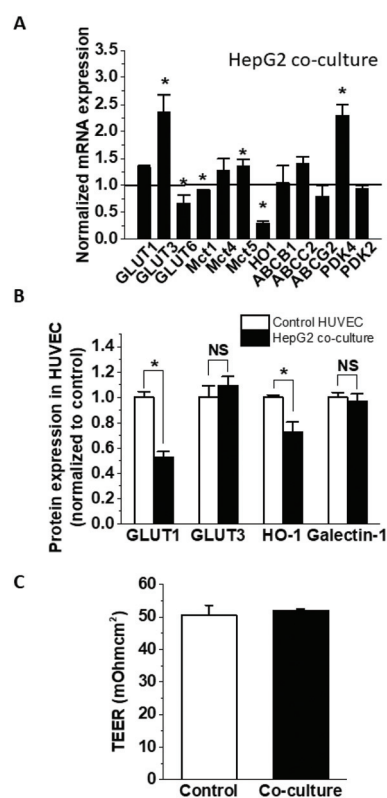 A
HepG2 co-culture
Normalized mRNA expression
3.0
2.5
2.0
1.5
1.0
0.5
0.0
* * * * * *
*
GLUT1 GLUT3 GLUT6 Mct1 Mct4 Mct5 HO1 ABCB1 ABCC2 ABCG2 PDK4 PDK2
B
Control HUVEC
HepG2 co-culture
Protein expression in HUVEC
(normalized to control)
1.4
1.2
1.0
0.8
0.6
0.4
0.2
0.0
* NS * NS
GLUT1 GLUT3 HO-1 Galectin-1
C
TEER (mOhmcm²)
60
50
40
30
20
10
0
Control Co-culture